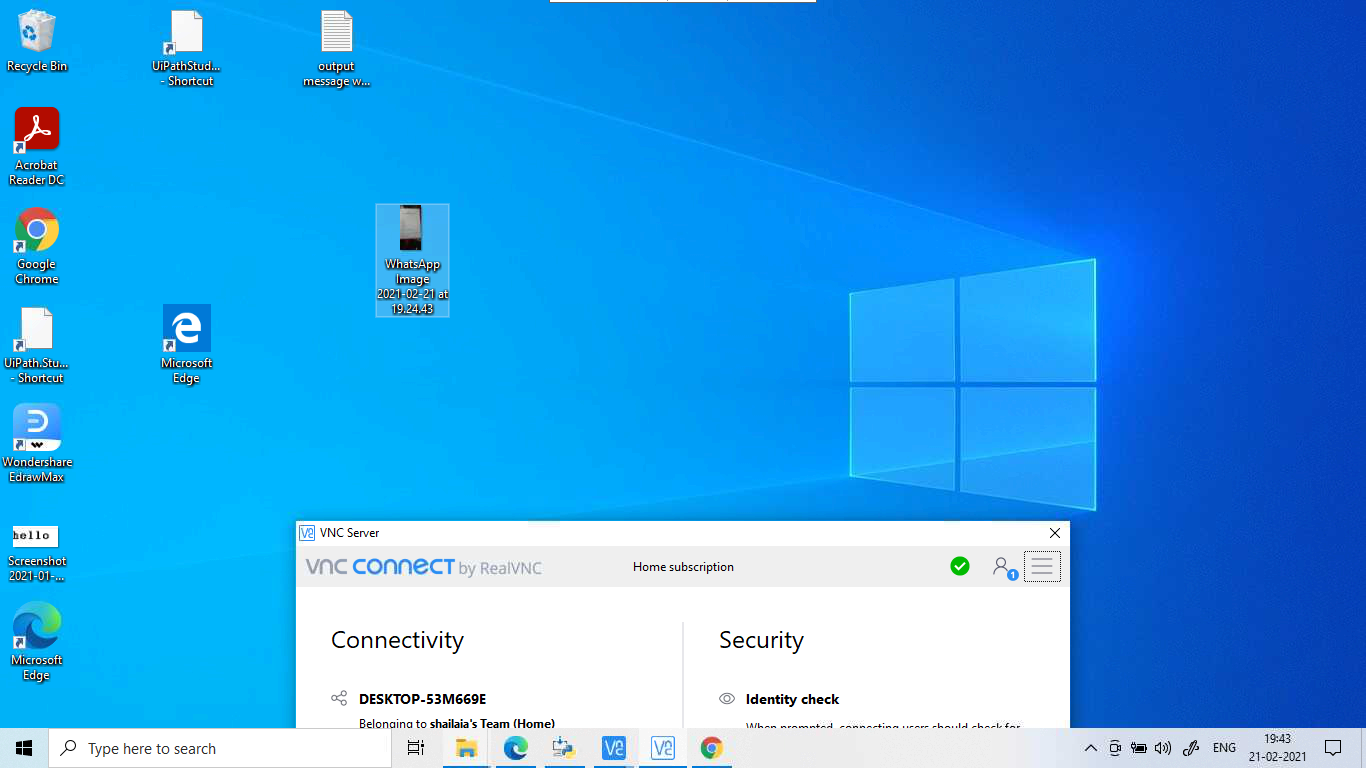 Recycle Bin
UiPathStud...
- Shortcut
output
message w...
Acrobat
Reader DC
Google
Chrome
WhatsApp
Image
2021-02-21 at
19.24.43
UiPath.Stu...
- Shortcut
Microsoft
Edge
Wondershare
EdrawMax
hello
Screenshot
2021-01-...
Microsoft
Edge
VNC Server
vnc connect by RealVNC
Home subscription
1
Connectivity
DESKTOP-53M669E
Belonging to shailaja's Team (Home)
Security
Identity check
When prompted, connecting users should check for
Type here to search
ENG
19:43
21-02-2021